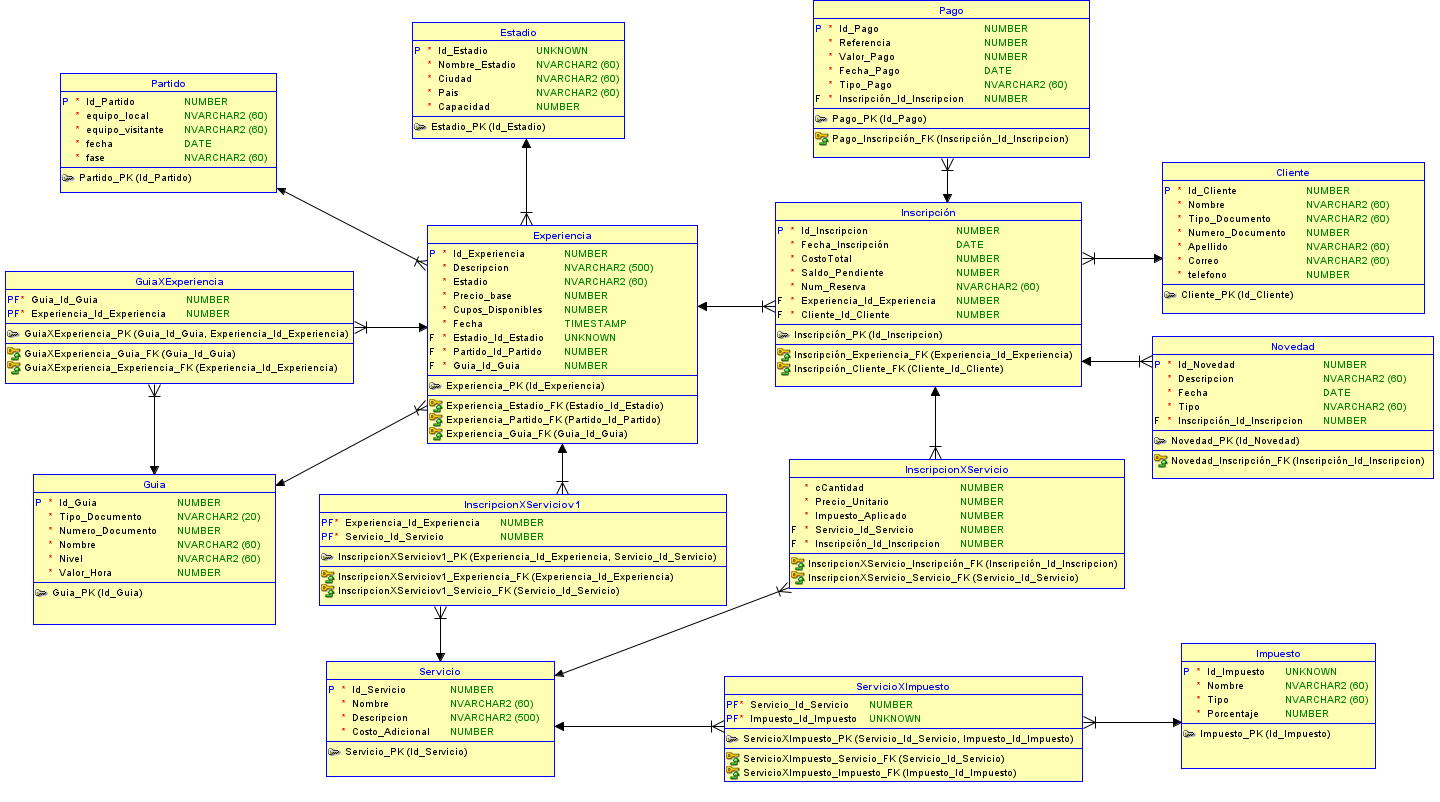 Partido
P * Id_Partido NUMBER
* equipo_local NVARCHAR2 (60)
* equipo_visitante NVARCHAR2 (60)
* fecha DATE
* fase NVARCHAR2 (60)
Partido_PK (Id_Partido)
Estadio
P * Id_Estadio UNKNOWN
* Nombre_Estadio NVARCHAR2 (60)
* Ciudad NVARCHAR2 (60)
* Pais NVARCHAR2 (60)
* Capacidad NUMBER
Estadio_PK (Id_Estadio)
Pago
P * Id_Pago NUMBER
* Referencia NUMBER
* Valor_Pago NUMBER
* Fecha_Pago DATE
* Tipo_Pago NVARCHAR2 (60)
F * Inscripción_Id_Inscripcion NUMBER
Pago_PK (Id_Pago)
Pago_Inscripción_FK (Inscripción_Id_Inscripcion)
Cliente
P * Id_Cliente NUMBER
* Nombre NVARCHAR2 (60)
* Tipo_Documento NVARCHAR2 (60)
* Numero_Documento NUMBER
* Apellido NVARCHAR2 (60)
* Correo NVARCHAR2 (60)
* telefono NUMBER
Cliente_PK (Id_Cliente)
Experiencia
P * Id_Experiencia NUMBER
* Descripcion NVARCHAR2 (500)
* Estadio NVARCHAR2 (60)
* Precio_base NUMBER
* Cupos_Disponibles NUMBER
* Fecha TIMESTAMP
F * Estadio_Id_Estadio UNKNOWN
F * Partido_Id_Partido NUMBER
F * Guia_Id_Guia NUMBER
Experiencia_PK (Id_Experiencia)
Experiencia_Estadio_FK (Estadio_Id_Estadio)
Experiencia_Partido_FK (Partido_Id_Partido)
Experiencia_Guia_FK (Guia_Id_Guia)
Inscripción
P * Id_Inscripcion NUMBER
* Fecha_Inscripción DATE
* CostoTotal NUMBER
* Saldo_Pendiente NUMBER
* Num_Reserva NVARCHAR2 (60)
F * Experiencia_Id_Experiencia NUMBER
F * Cliente_Id_Cliente NUMBER
Inscripción_PK (Id_Inscripcion)
Inscripción_Experiencia_FK (Experiencia_Id_Experiencia)
Inscripción_Cliente_FK (Cliente_Id_Cliente)
GuiaXExperiencia
PF* Guia_Id_Guia NUMBER
PF* Experiencia_Id_Experiencia NUMBER
GuiaXExperiencia_PK (Guia_Id_Guia, Experiencia_Id_Experiencia)
GuiaXExperiencia_Guia_FK (Guia_Id_Guia)
GuiaXExperiencia_Experiencia_FK (Experiencia_Id_Experiencia)
Novedad
P * Id_Novedad NUMBER
* Descripcion NVARCHAR2 (60)
* Fecha DATE
* Tipo NVARCHAR2 (60)
F * Inscripción_Id_Inscripcion NUMBER
Novedad_PK (Id_Novedad)
Novedad_Inscripción_FK (Inscripción_Id_Inscripcion)
Guia
P * Id_Guia NUMBER
* Tipo_Documento NVARCHAR2 (20)
* Numero_Documento NUMBER
* Nombre NVARCHAR2 (60)
* Nivel NVARCHAR2 (60)
* Valor_Hora NUMBER
Guia_PK (Id_Guia)
InscripcionXServiciov1
PF* Experiencia_Id_Experiencia NUMBER
PF* Servicio_Id_Servicio NUMBER
InscripcionXServiciov1_PK (Experiencia_Id_Experiencia, Servicio_Id_Servicio)
InscripcionXServiciov1_Experiencia_FK (Experiencia_Id_Experiencia)
InscripcionXServiciov1_Servicio_FK (Servicio_Id_Servicio)
InscripcionXServicio
* cCantidad NUMBER
* Precio_Unitario NUMBER
* Impuesto_Aplicado NUMBER
F * Servicio_Id_Servicio NUMBER
F * Inscripción_Id_Inscripcion NUMBER
InscripcionXServicio_Inscripción_FK (Inscripción_Id_Inscripcion)
InscripcionXServicio_Servicio_FK (Servicio_Id_Servicio)
Servicio
P * Id_Servicio NUMBER
* Nombre NVARCHAR2 (60)
* Descripcion NVARCHAR2 (500)
* Costo_Adicional NUMBER
Servicio_PK (Id_Servicio)
ServicioXImpuesto
PF* Servicio_Id_Servicio NUMBER
PF* Impuesto_Id_Impuesto UNKNOWN
ServicioXImpuesto_PK (Servicio_Id_Servicio, Impuesto_Id_Impuesto)
ServicioXImpuesto_Servicio_FK (Servicio_Id_Servicio)
ServicioXImpuesto_Impuesto_FK (Impuesto_Id_Impuesto)
Impuesto
P * Id_Impuesto UNKNOWN
* Nombre NVARCHAR2 (60)
* Tipo NVARCHAR2 (60)
* Porcentaje NUMBER
Impuesto_PK (Id_Impuesto)